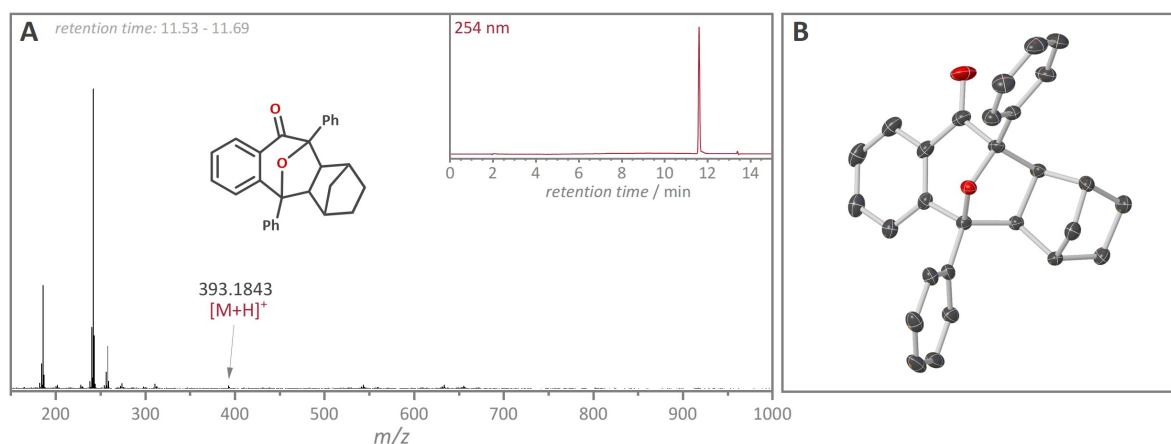 A
retention time: 11.53 - 11.69
254 nm
0 2 4 6 8 10 12 14
retention time / min
O
Ph
O
Ph
393.1843
[M+H]⁺
200 300 400 500 600 700 800 900 1000
m/z
B